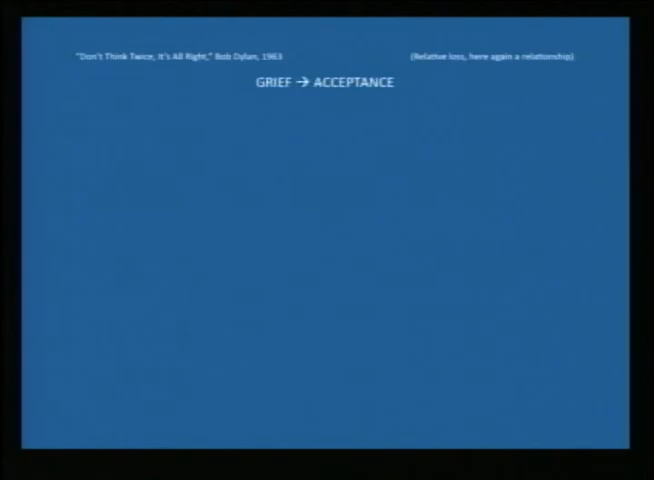 "Don't Think Twice, It's All Right," Bob Dylan, 1963 (Relative loss, here again a relationship)
GRIEF → ACCEPTANCE